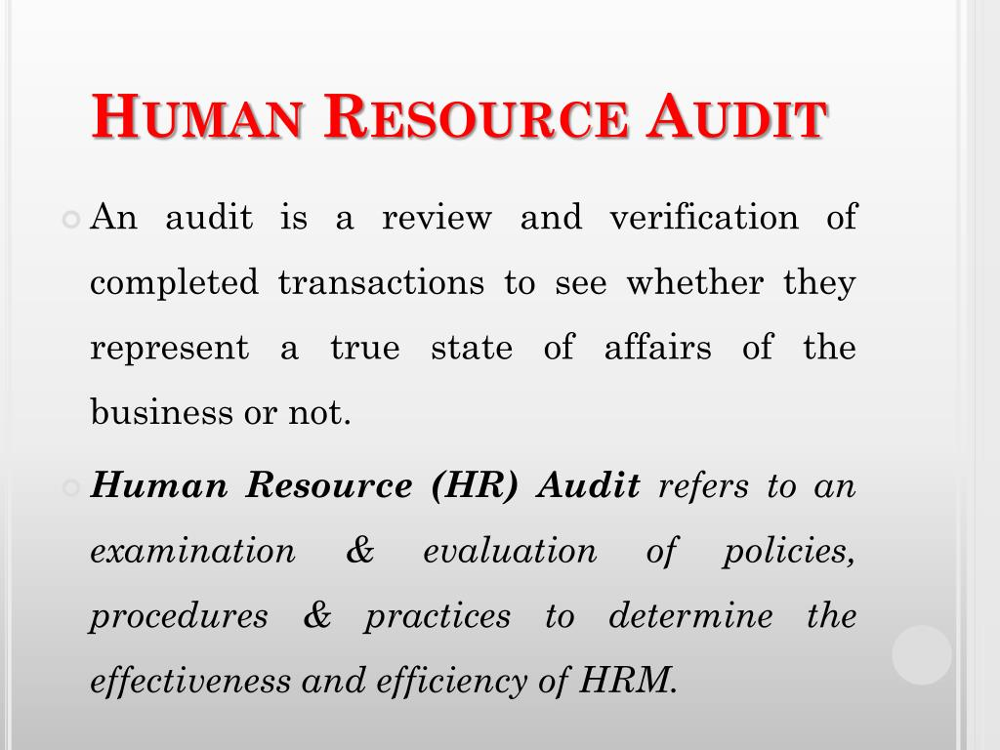 HUMAN RESOURCE AUDIT
An audit is a review and verification of
completed transactions to see whether they
represent a true state of affairs of the
business or not.
Human Resource (HR) Audit refers to an
examination & evaluation of policies,
procedures & practices to determine the
effectiveness and efficiency of HRM.